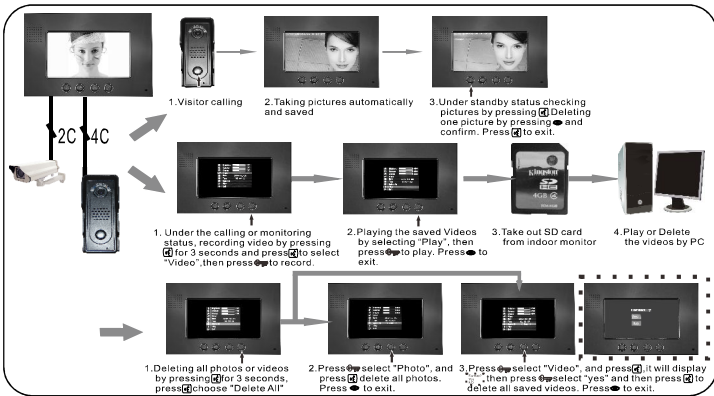 2C
4C
1.Visitor calling
2.Taking pictures automatically
and saved
3.Under standby status checking
pictures by pressing .Deleting
one picture by pressing and
confirm. Press to exit.
1. Under the calling or monitoring
status, recording video by pressing
for 3 seconds and press to select
"Video",then press to record.
2.Playing the saved Videos
by selecting "Play", then
press to play. Press to
exit.
Kingston
SD
HC
4GB 4
3.Take out SD card
from indoor monitor
4.Play or Delete
the videos by PC
1.Deleting all photos or videos
by pressing for 3 seconds,
press choose "Delete All"
2.Press select "Photo", and
press delete all photos.
Press to exit.
3.Press select "Video", and press ,it will display
then press select "yes" and then press to
delete all saved videos. Press to exit.